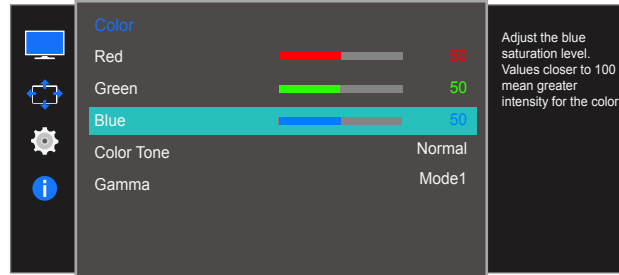 Color
Red 50
Green 50
Blue 50
Color Tone Normal
Gamma Mode1
Adjust the blue
saturation level.
Values closer to 100
mean greater
intensity for the color